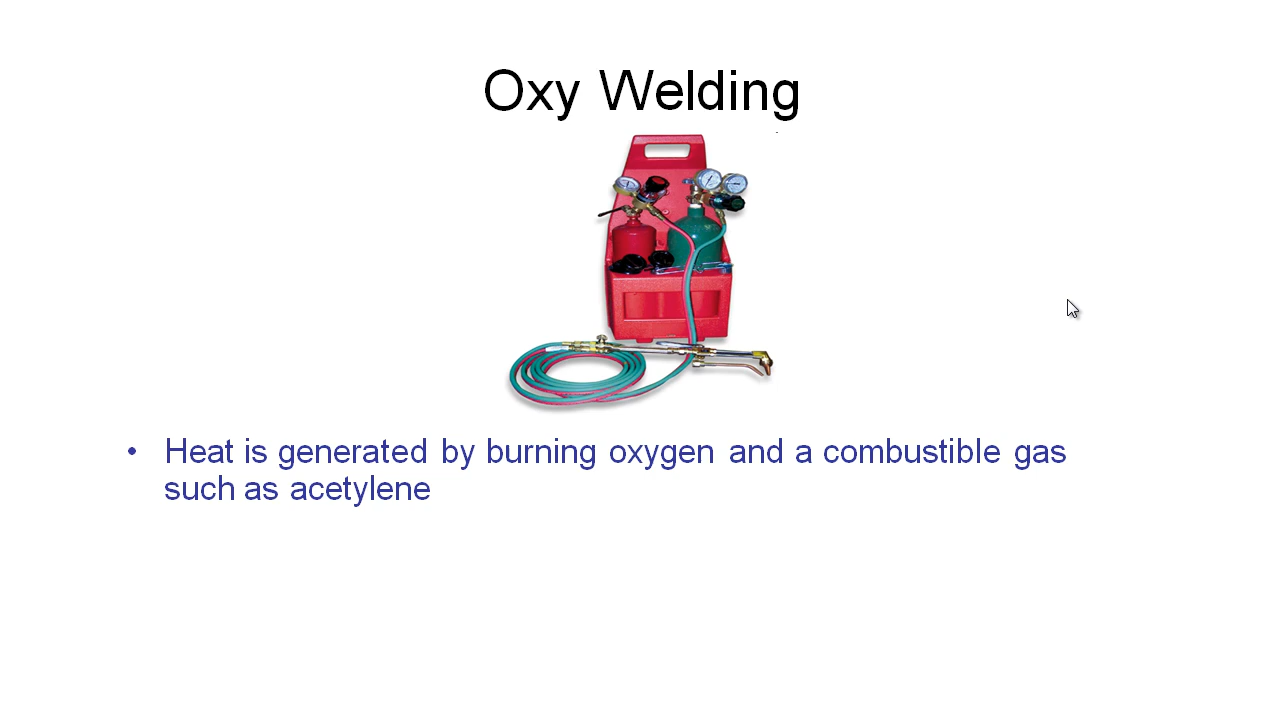 Oxy Welding
• Heat is generated by burning oxygen and a combustible gas
such as acetylene